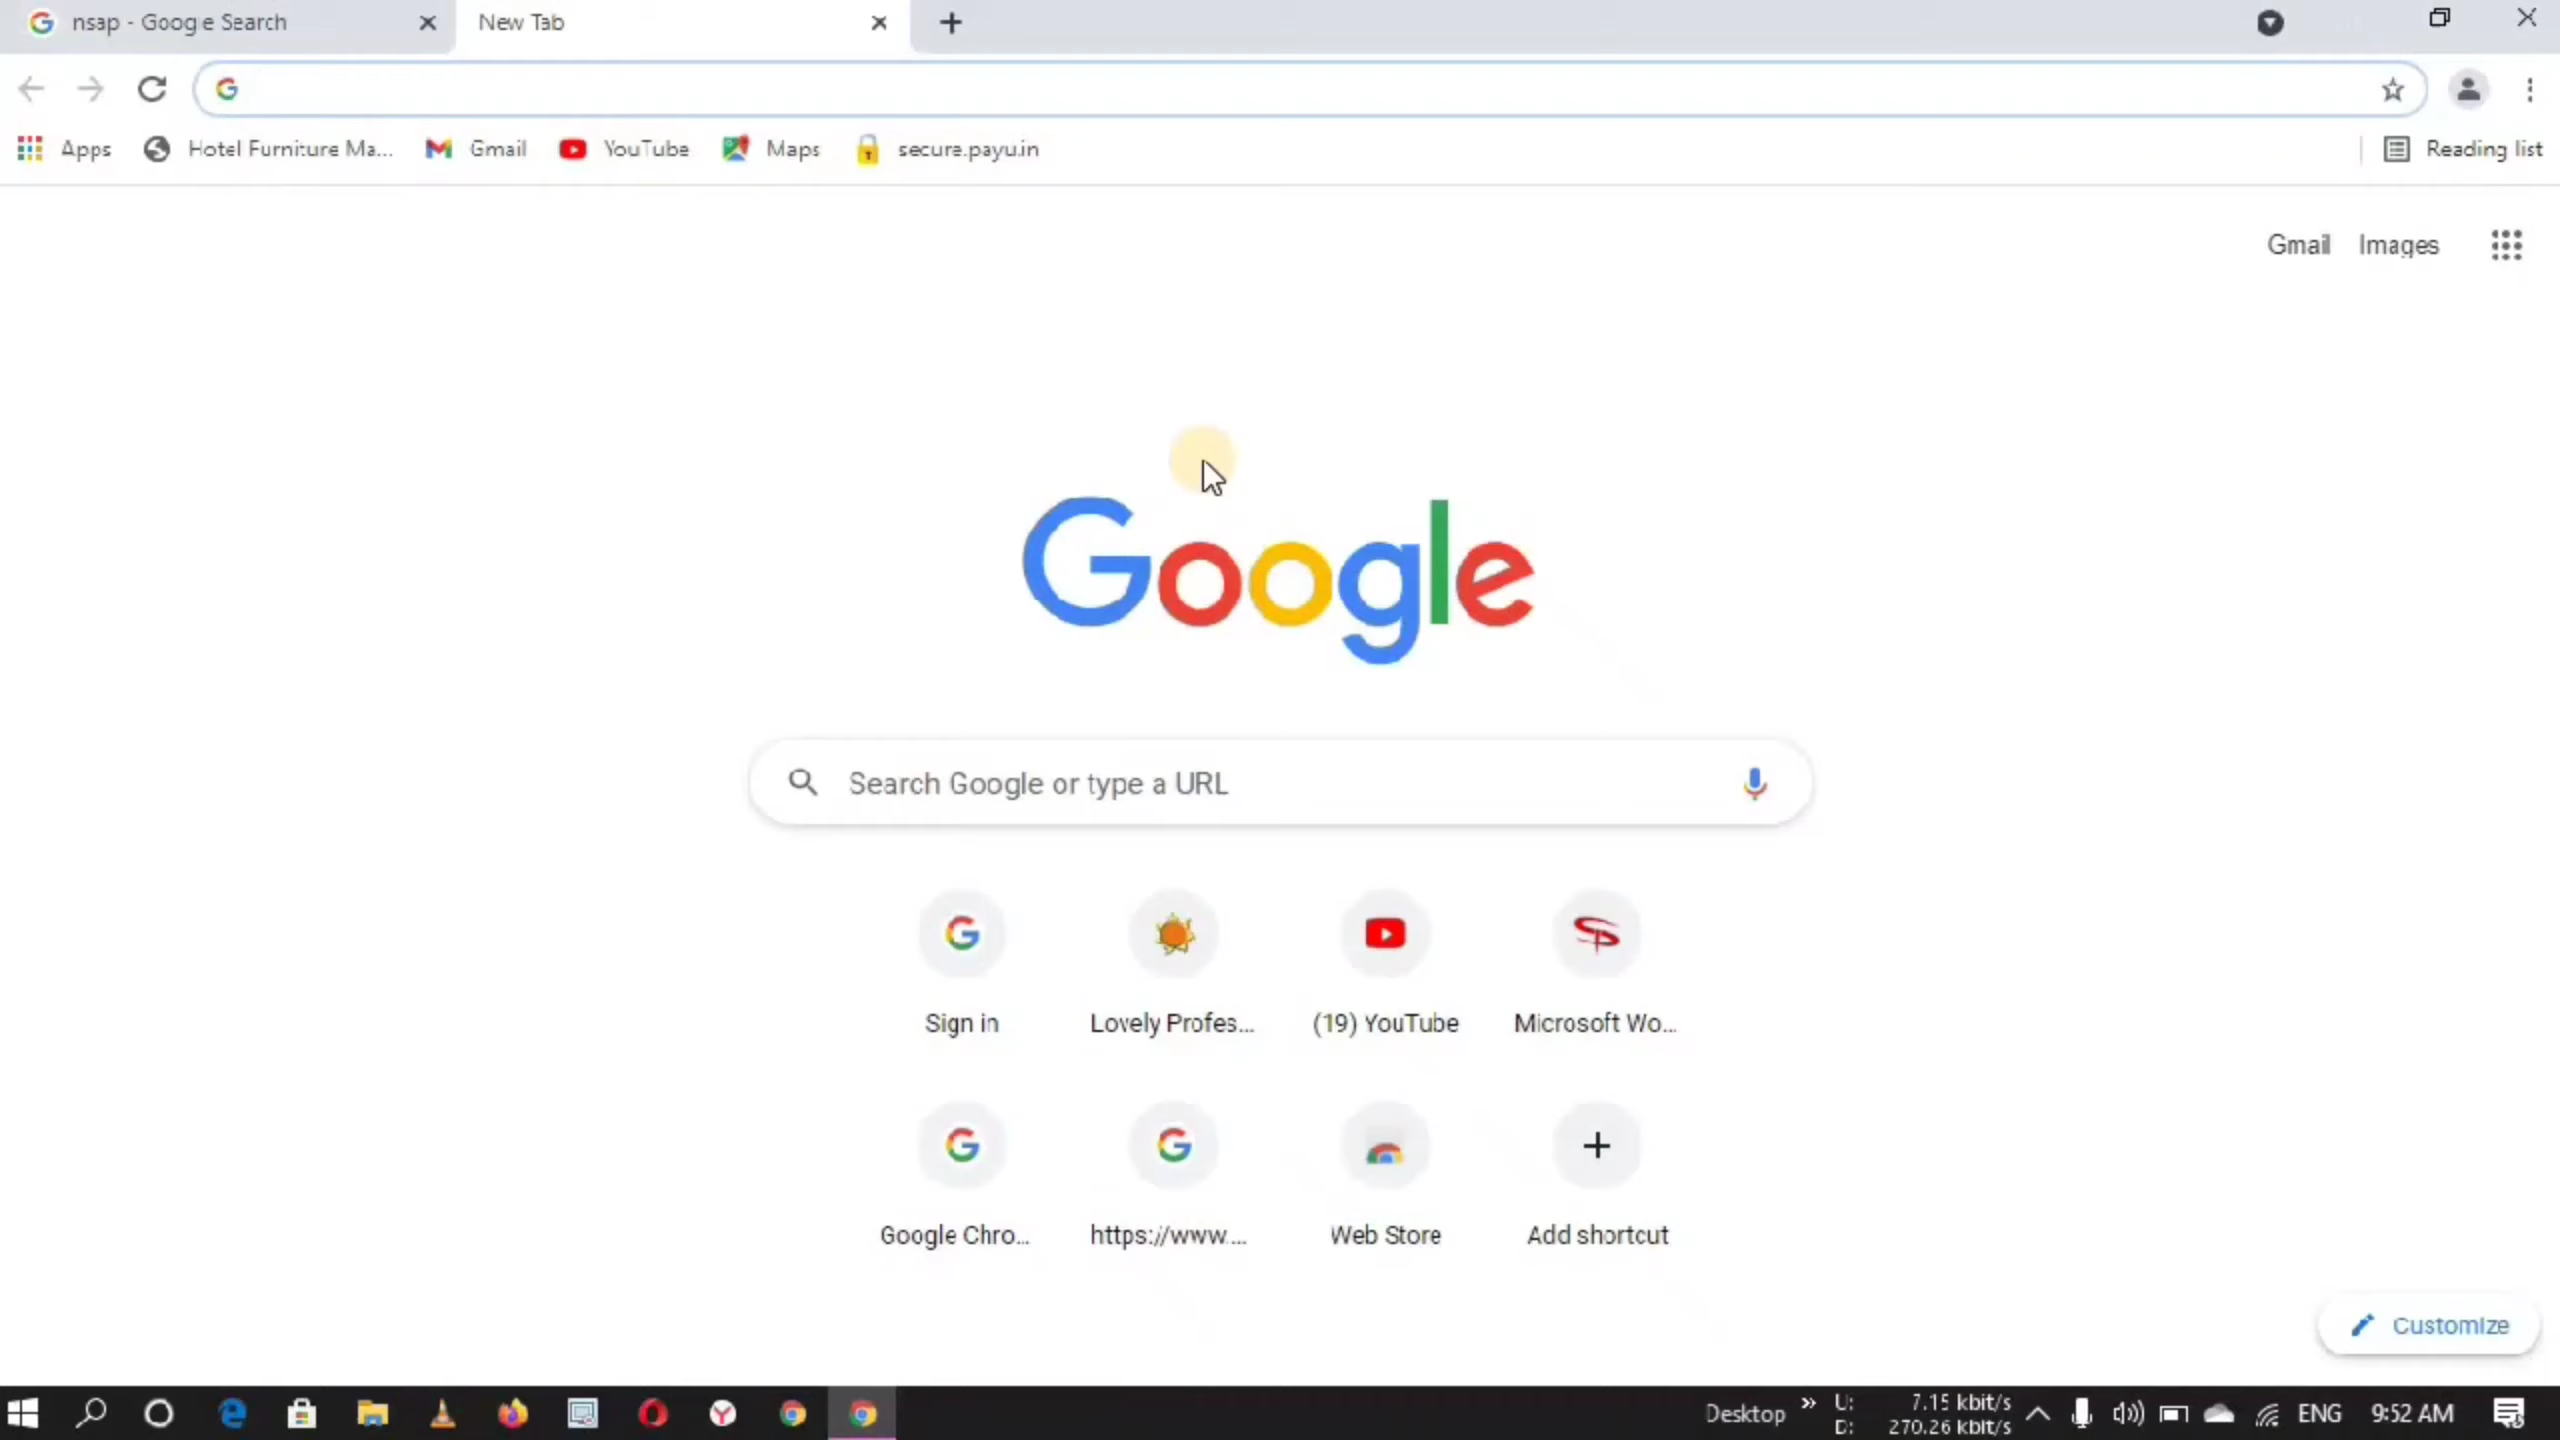 nsap - Google Search
New Tab
Apps
Hotel Furniture Ma...
Gmail
YouTube
Maps
secure.payu.in
Reading list
Gmail
Images
Google
Search Google or type a URL
Sign in
Lovely Profes...
(19) YouTube
Microsoft Wo...
Google Chro...
https://www....
Web Store
Add shortcut
Customize
Desktop
U: 7.15 kbit/s
D: 270.26 kbit/s
ENG
9:52 AM